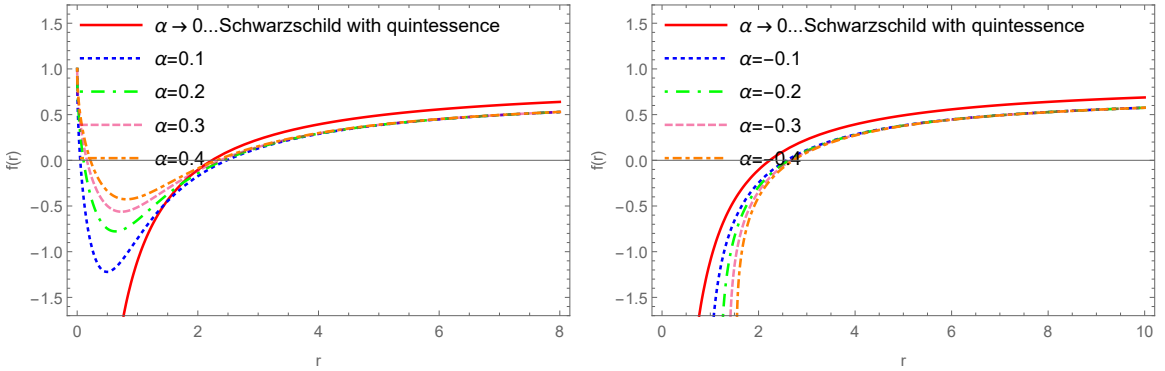 α → 0...Schwarzschild with quintessence
α=0.1
α=0.2
α=0.3
α=0.4
1.5
1.0
0.5
0.0
−0.5
−1.0
−1.5
f(r)
0 2 4 6 8
r
α → 0...Schwarzschild with quintessence
α=−0.1
α=−0.2
α=−0.3
α=−0.4
1.5
1.0
0.5
0.0
−0.5
−1.0
−1.5
f(r)
0 2 4 6 8 10
r